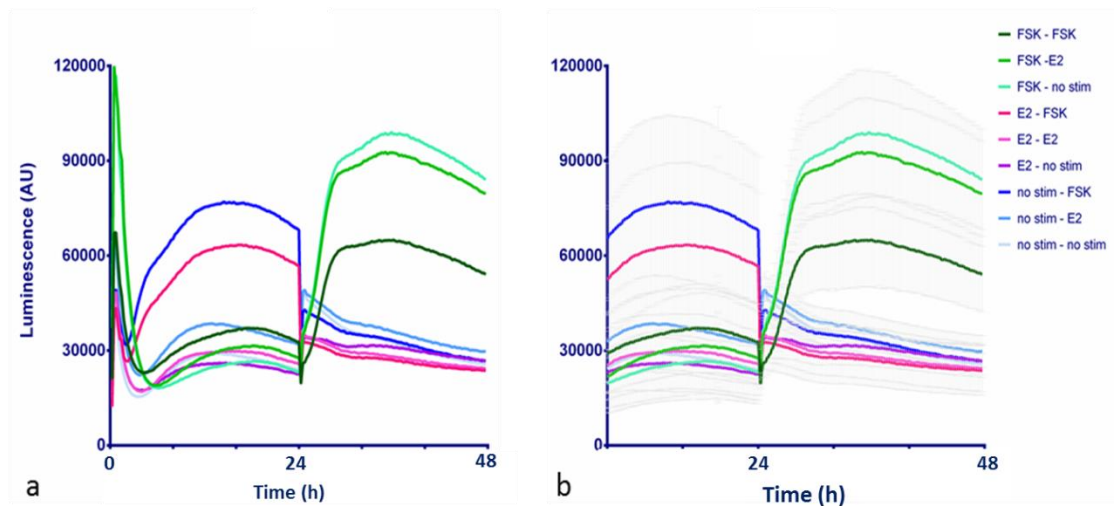 120000
90000
60000
30000
0
0
24
48
Luminescence (AU)
Time (h)
a
120000
90000
60000
30000
0
24
48
Time (h)
b
FSK - FSK
FSK -E2
FSK - no stim
E2 - FSK
E2 - E2
E2 - no stim
no stim - FSK
no stim - E2
no stim - no stim